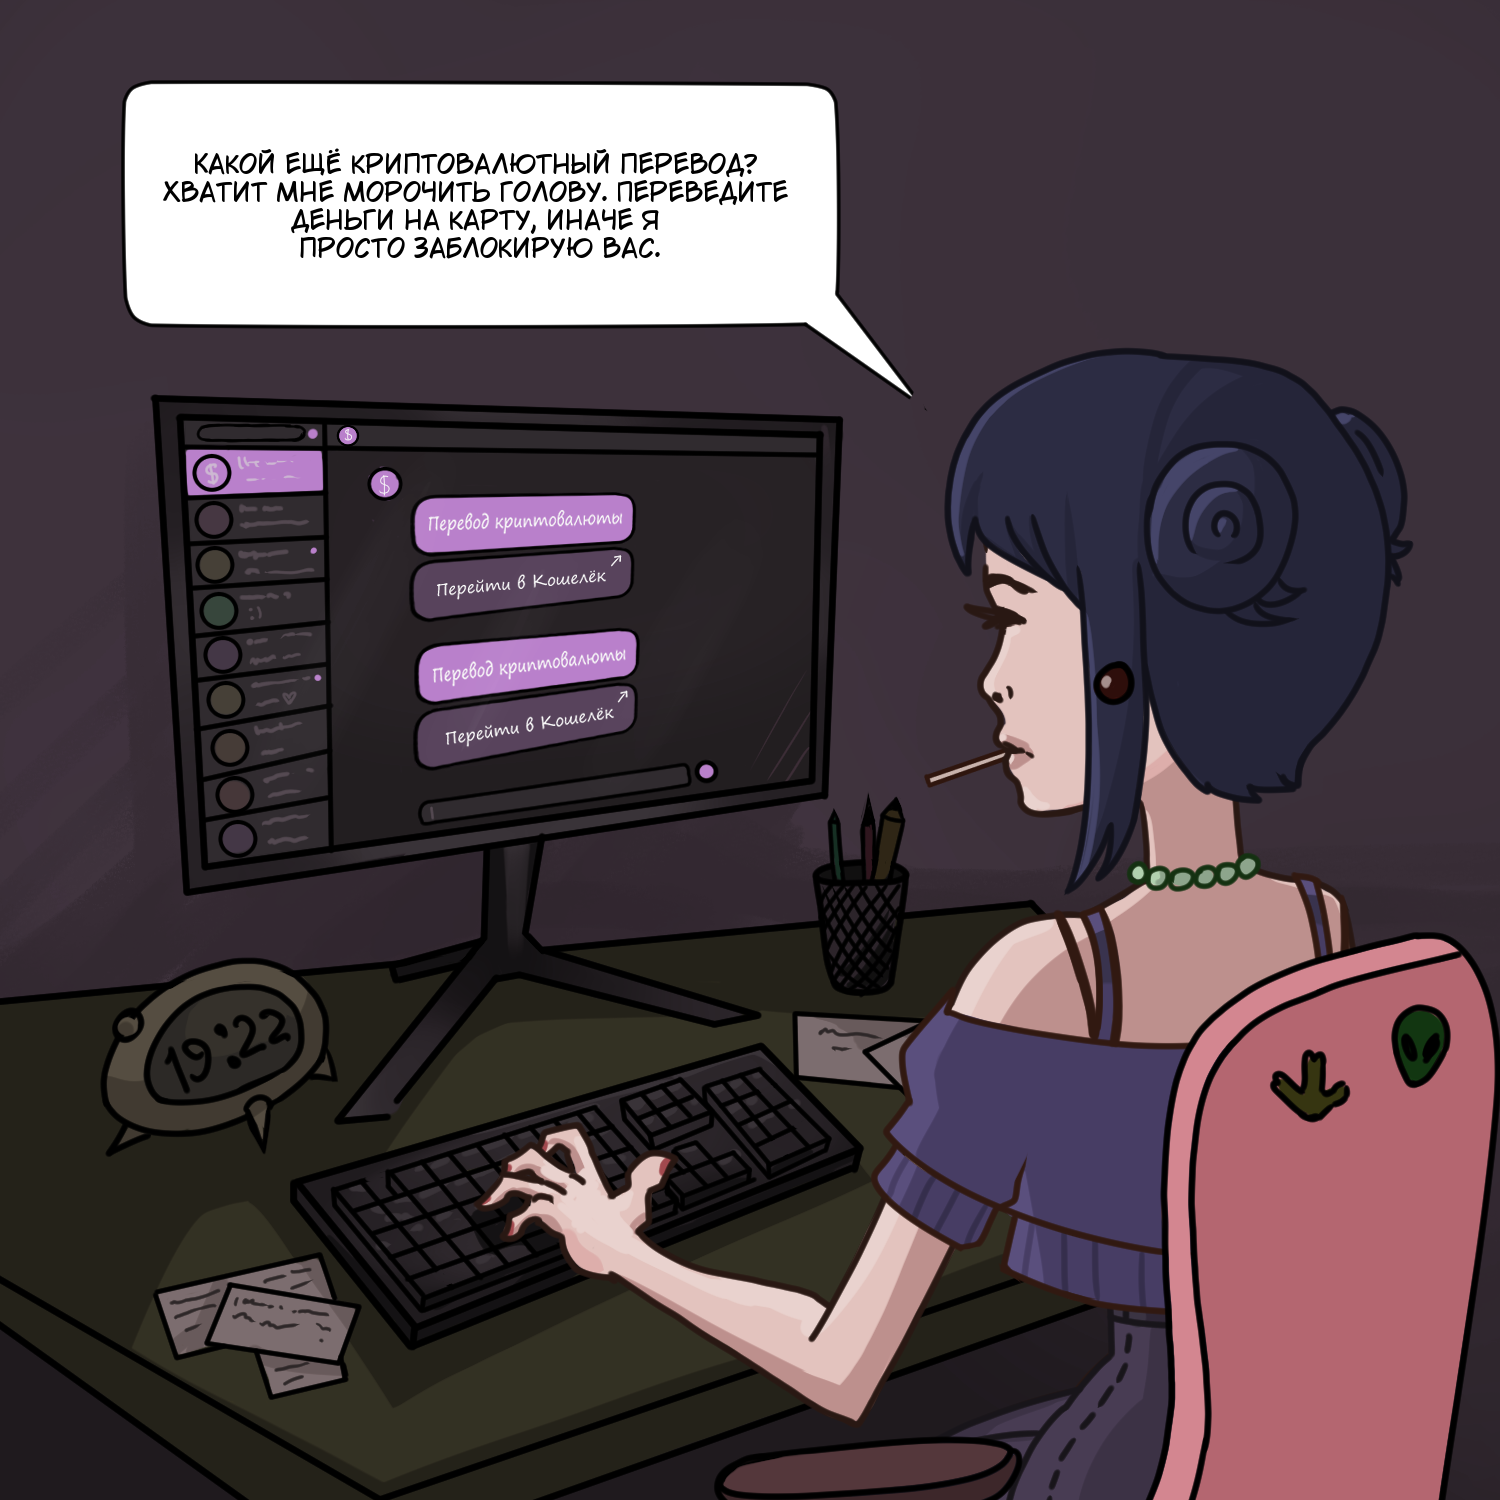 КАКОЙ ЕЩЁ КРИПТОВАЛЮТНЫЙ ПЕРЕВОД?
ХВАТИТ МНЕ МОРОЧИТЬ ГОЛОВУ. ПЕРЕВЕДИТЕ
ДЕНЬГИ НА КАРТУ, ИНАЧЕ Я
ПРОСТО ЗАБЛОКИРУЮ ВАС.
$
$
$
Перевод криптовалюты
Перейти в Кошелёк
Перевод криптовалюты
Перейти в Кошелёк
:)
19:22